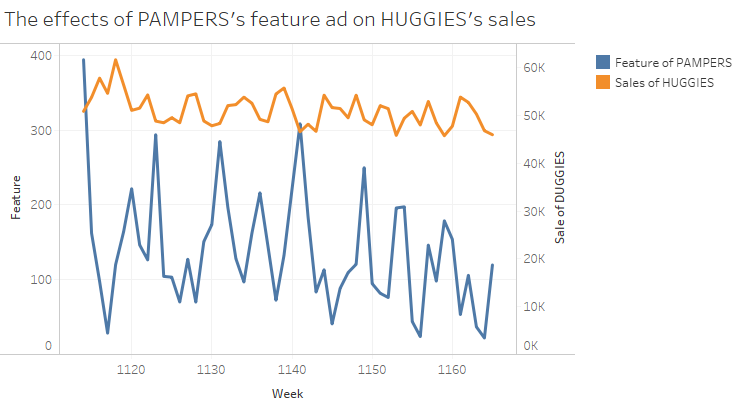 The effects of PAMPERS's feature ad on HUGGIES's sales
Feature of PAMPERS
Sales of HUGGIES
Feature
400
300
200
100
0
60K
50K
40K
30K
20K
10K
0K
Sale of DUGGIES
1120 1130 1140 1150 1160
Week